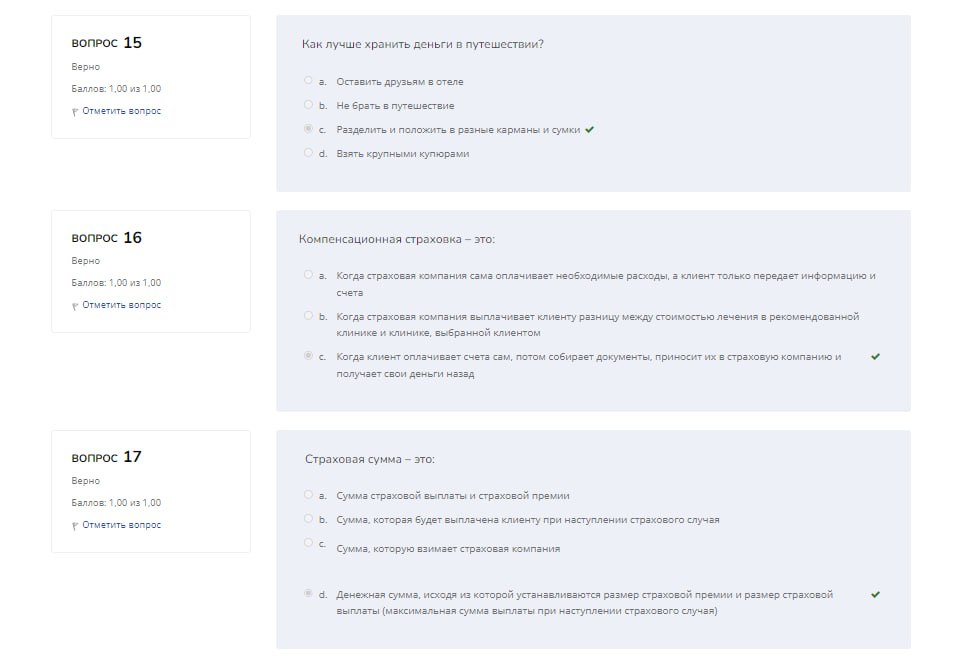 ВОПРОС 15
Верно
Баллов: 1,00 из 1,00
Отметить вопрос
Как лучше хранить деньги в путешествии?
a. Оставить друзьям в отеле
b. Не брать в путешествие
c. Разделить и положить в разные карманы и сумки
d. Взять крупными купюрами
ВОПРОС 16
Верно
Баллов: 1,00 из 1,00
Отметить вопрос
Компенсационная страховка – это:
a. Когда страховая компания сама оплачивает необходимые расходы, а клиент только передает информацию и
счета
b. Когда страховая компания выплачивает клиенту разницу между стоимостью лечения в рекомендованной
клинике и клинике, выбранной клиентом
c. Когда клиент оплачивает счета сам, потом собирает документы, приносит их в страховую компанию и
получает свои деньги назад
ВОПРОС 17
Верно
Баллов: 1,00 из 1,00
Отметить вопрос
Страховая сумма – это:
a. Сумма страховой выплаты и страховой премии
b. Сумма, которая будет выплачена клиенту при наступлении страхового случая
c. Сумма, которую взимает страховая компания
d. Денежная сумма, исходя из которой устанавливаются размер страховой премии и размер страховой
выплаты (максимальная сумма выплаты при наступлении страхового случая)